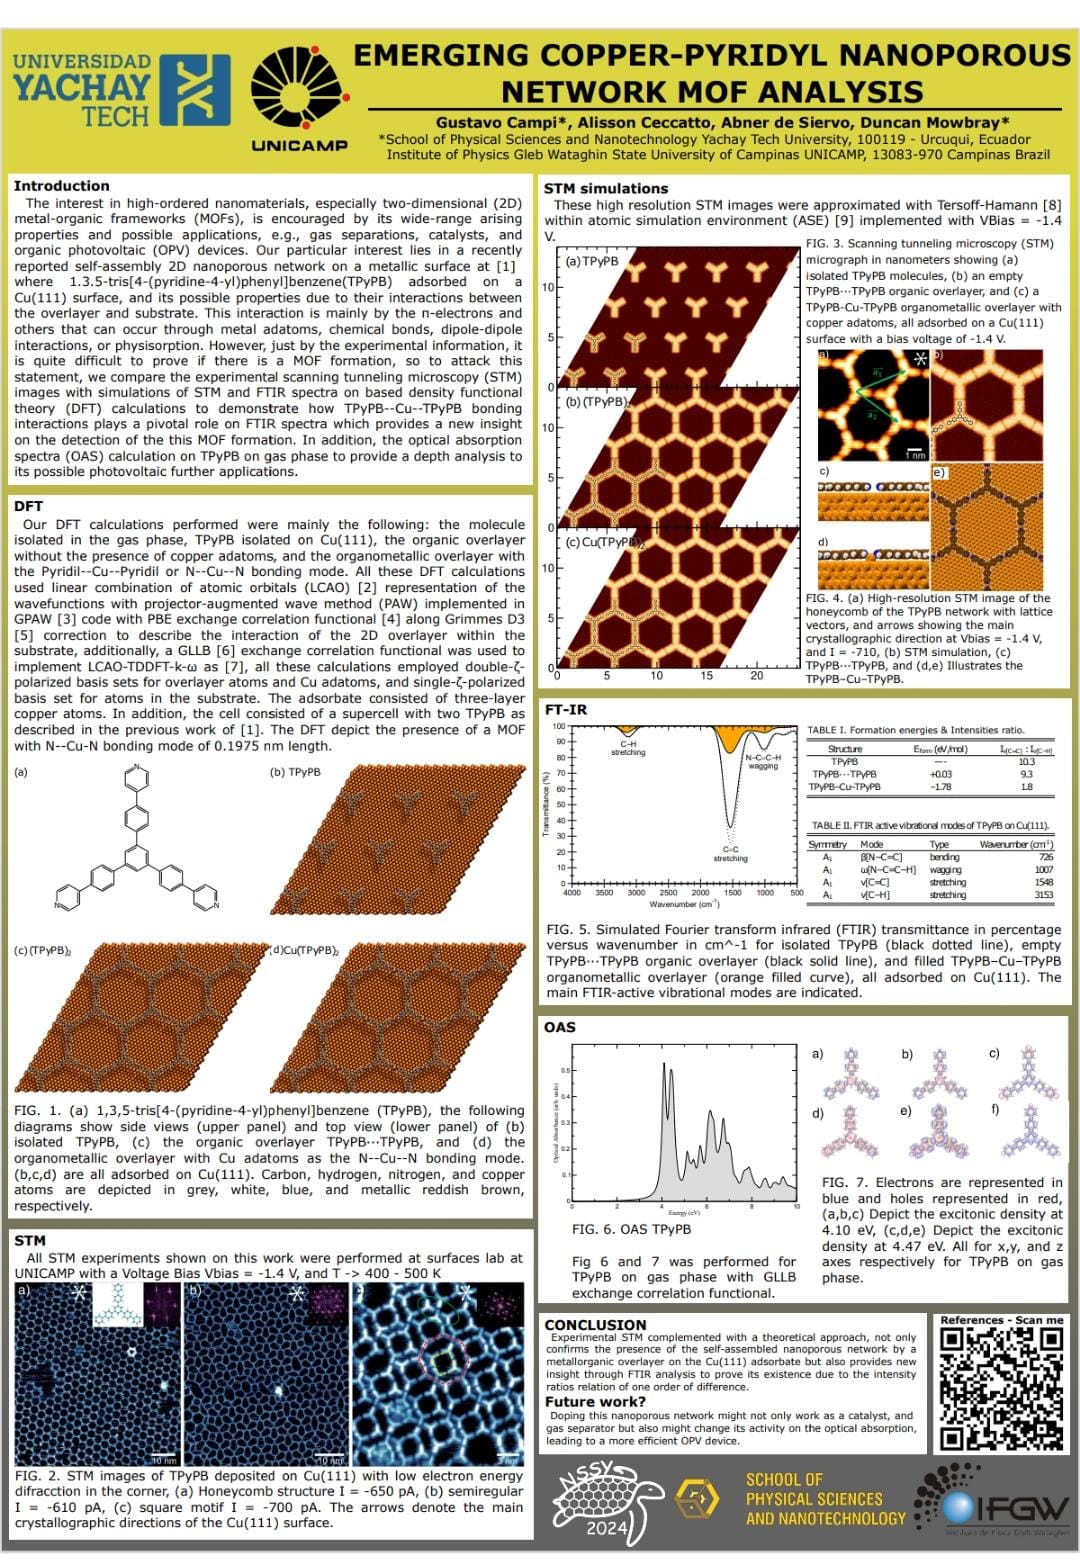 UNIVERSIDAD
YACHAY
TECH
UNICAMP
EMERGING COPPER-PYRIDYL NANOPOROUS
NETWORK MOF ANALYSIS
Gustavo Campi*, Alisson Ceccatto, Abner de Siervo, Duncan Mowbray*
*School of Physical Sciences and Nanotechnology Yachay Tech University, 100119 - Urcuqui, Ecuador
Institute of Physics Gleb Wataghin State University of Campinas UNICAMP, 13083-970 Campinas Brazil
Introduction
The interest in high-ordered nanomaterials, especially two-dimensional (2D)
metal-organic frameworks (MOFs), is encouraged by its wide-range arising
properties and possible applications, e.g., gas separations, catalysts, and
organic photovoltaic (OPV) devices. Our particular interest lies in a recently
reported self-assembly 2D nanoporous network on a metallic surface at [1]
where 1.3.5-tris[4-(pyridine-4-yl)phenyl]benzene(TPyPB) adsorbed on a
Cu(111) surface, and its possible properties due to their interactions between
the overlayer and substrate. This interaction is mainly by the n-electrons and
others that can occur through metal adatoms, chemical bonds, dipole-dipole
interactions, or physisorption. However, just by the experimental information, it
is quite difficult to prove if there is a MOF formation, so to attack this
statement, we compare the experimental scanning tunneling microscopy (STM)
images with simulations of STM and FTIR spectra on based density functional
theory (DFT) calculations to demonstrate how TPyPB--Cu--TPyPB bonding
interactions plays a pivotal role on FTIR spectra which provides a new insight
on the detection of the this MOF formation. In addition, the optical absorption
spectra (OAS) calculation on TPyPB on gas phase to provide a depth analysis to
its possible photovoltaic further applications.
DFT
Our DFT calculations performed were mainly the following: the molecule
isolated in the gas phase, TPyPB isolated on Cu(111), the organic overlayer
without the presence of copper adatoms, and the organometallic overlayer with
the Pyridil--Cu--Pyridil or N--Cu--N bonding mode. All these DFT calculations
used linear combination of atomic orbitals (LCAO) [2] representation of the
wavefunctions with projector-augmented wave method (PAW) implemented in
GPAW [3] code with PBE exchange correlation functional [4] along Grimmes D3
[5] correction to describe the interaction of the 2D overlayer within the
substrate, additionally, a GLLB [6] exchange correlation functional was used to
implement LCAO-TDDFT-k-ω as [7], all these calculations employed double-ζ-
polarized basis sets for overlayer atoms and Cu adatoms, and single-ζ-polarized
basis set for atoms in the substrate. The adsorbate consisted of three-layer
copper atoms. In addition, the cell consisted of a supercell with two TPyPB as
described in the previous work of [1]. The DFT depict the presence of a MOF
with N--Cu-N bonding mode of 0.1975 nm length.
(a)
(b) TPyPB
N
N
N
(c) (TPyPB)₂
(d)Cu(TPyPB)₂
FIG. 1. (a) 1,3,5-tris[4-(pyridine-4-yl)phenyl]benzene (TPyPB), the following
diagrams show side views (upper panel) and top view (lower panel) of (b)
isolated TPyPB, (c) the organic overlayer TPyPB···TPyPB, and (d) the
organometallic overlayer with Cu adatoms as the N--Cu--N bonding mode.
(b,c,d) are all adsorbed on Cu(111). Carbon, hydrogen, nitrogen, and copper
atoms are depicted in grey, white, blue, and metallic reddish brown,
respectively.
STM
All STM experiments shown on this work were performed at surfaces lab at
UNICAMP with a Voltage Bias Vbias = -1.4 V, and T -> 400 - 500 K
a)
b)
10 nm
10 nm
FIG. 2. STM images of TPyPB deposited on Cu(111) with low electron energy
difracction in the corner, (a) Honeycomb structure I = -650 pA, (b) semiregular
I = -610 pA, (c) square motif I = -700 pA. The arrows denote the main
crystallographic directions of the Cu(111) surface.
STM simulations
These high resolution STM images were approximated with Tersoff-Hamann [8]
within atomic simulation environment (ASE) [9] implemented with VBias = -1.4
V.
(a) TPyPB
10
5
0
(b) (TPyPB)₂
10
5
0
(c) Cu(TPyPB)₂
10
5
0
0 5 10 15 20
FIG. 3. Scanning tunneling microscopy (STM)
micrograph in nanometers showing (a)
isolated TPyPB molecules, (b) an empty
TPyPB···TPyPB organic overlayer, and (c) a
TPyPB-Cu-TPyPB organometallic overlayer with
copper adatoms, all adsorbed on a Cu(111)
surface with a bias voltage of -1.4 V.
a)
b)
a₁
a₂
1 nm
c)
e)
d)
FIG. 4. (a) High-resolution STM image of the
honeycomb of the TPyPB network with lattice
vectors, and arrows showing the main
crystallographic direction at Vbias = -1.4 V,
and I = -710, (b) STM simulation, (c)
TPyPB···TPyPB, and (d,e) Illustrates the
TPyPB–Cu–TPyPB.
FT-IR
Transmittance (%)
100
90
80
70
60
50
40
30
20
10
0
C–H
stretching
N–C=C–H
wagging
C=C
stretching
4000 3500 3000 2500 2000 1500 1000 500
Wavenumber (cm⁻¹)
TABLE I. Formation energies & Intensities ratio.
Structure E_form (eV/mol) I_ν[C=C] : I_ν[C–H]
TPyPB —- 10.3
TPyPB···TPyPB +0.03 9.3
TPyPB–Cu–TPyPB −1.78 1.8
TABLE II. FTIR active vibrational modes of TPyPB on Cu(111).
Symmetry Mode Type Wavenumber (cm⁻¹)
A₁ β[N–C=C] bending 726
A₁ ω[N–C=C–H] wagging 1007
A₁ ν[C=C] stretching 1548
A₁ ν[C–H] stretching 3153
FIG. 5. Simulated Fourier transform infrared (FTIR) transmittance in percentage
versus wavenumber in cm^-1 for isolated TPyPB (black dotted line), empty
TPyPB···TPyPB organic overlayer (black solid line), and filled TPyPB–Cu–TPyPB
organometallic overlayer (orange filled curve), all adsorbed on Cu(111). The
main FTIR-active vibrational modes are indicated.
OAS
Optical Absorbance (arb. units)
0.5
0.4
0.3
0.2
0.1
0
0 2 4 6 8 10
Energy (eV)
FIG. 6. OAS TPyPB
Fig 6 and 7 was performed for
TPyPB on gas phase with GLLB
exchange correlation functional.
a) b) c)
d) e) f)
FIG. 7. Electrons are represented in
blue and holes represented in red,
(a,b,c) Depict the excitonic density at
4.10 eV, (c,d,e) Depict the excitonic
density at 4.47 eV. All for x,y, and z
axes respectively for TPyPB on gas
phase.
CONCLUSION
Experimental STM complemented with a theoretical approach, not only
confirms the presence of the self-assembled nanoporous network by a
metallorganic overlayer on the Cu(111) adsorbate but also provides new
insight through FTIR analysis to prove its existence due to the intensity
ratios relation of one order of difference.
Future work?
Doping this nanoporous network might not only work as a catalyst, and
gas separator but also might change its activity on the optical absorption,
leading to a more efficient OPV device.
References - Scan me
NSSY
2024
SCHOOL OF
PHYSICAL SCIENCES
AND NANOTECHNOLOGY
IFGW
Instituto de Física Gleb Wataghin